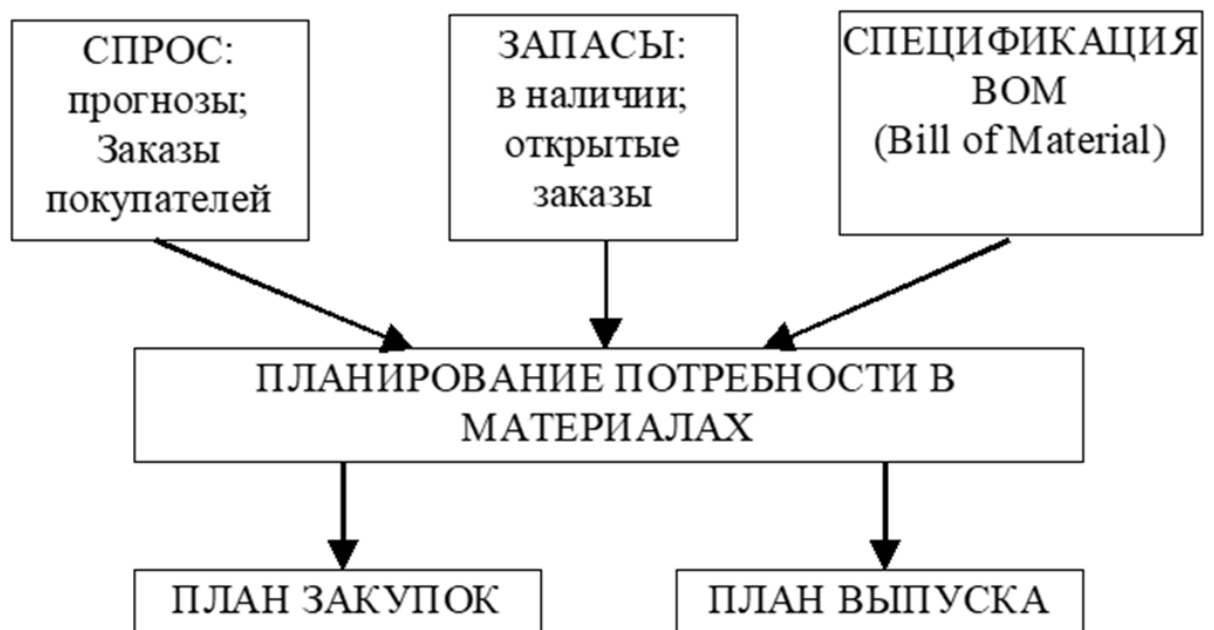 СПРОС:
прогнозы;
Заказы
покупателей
ЗАПАСЫ:
в наличии;
открытые
заказы
СПЕЦИФИКАЦИЯ
BOM
(Bill of Material)
ПЛАНИРОВАНИЕ ПОТРЕБНОСТИ В
МАТЕРИАЛАХ
ПЛАН ЗАКУПОК
ПЛАН ВЫПУСКА